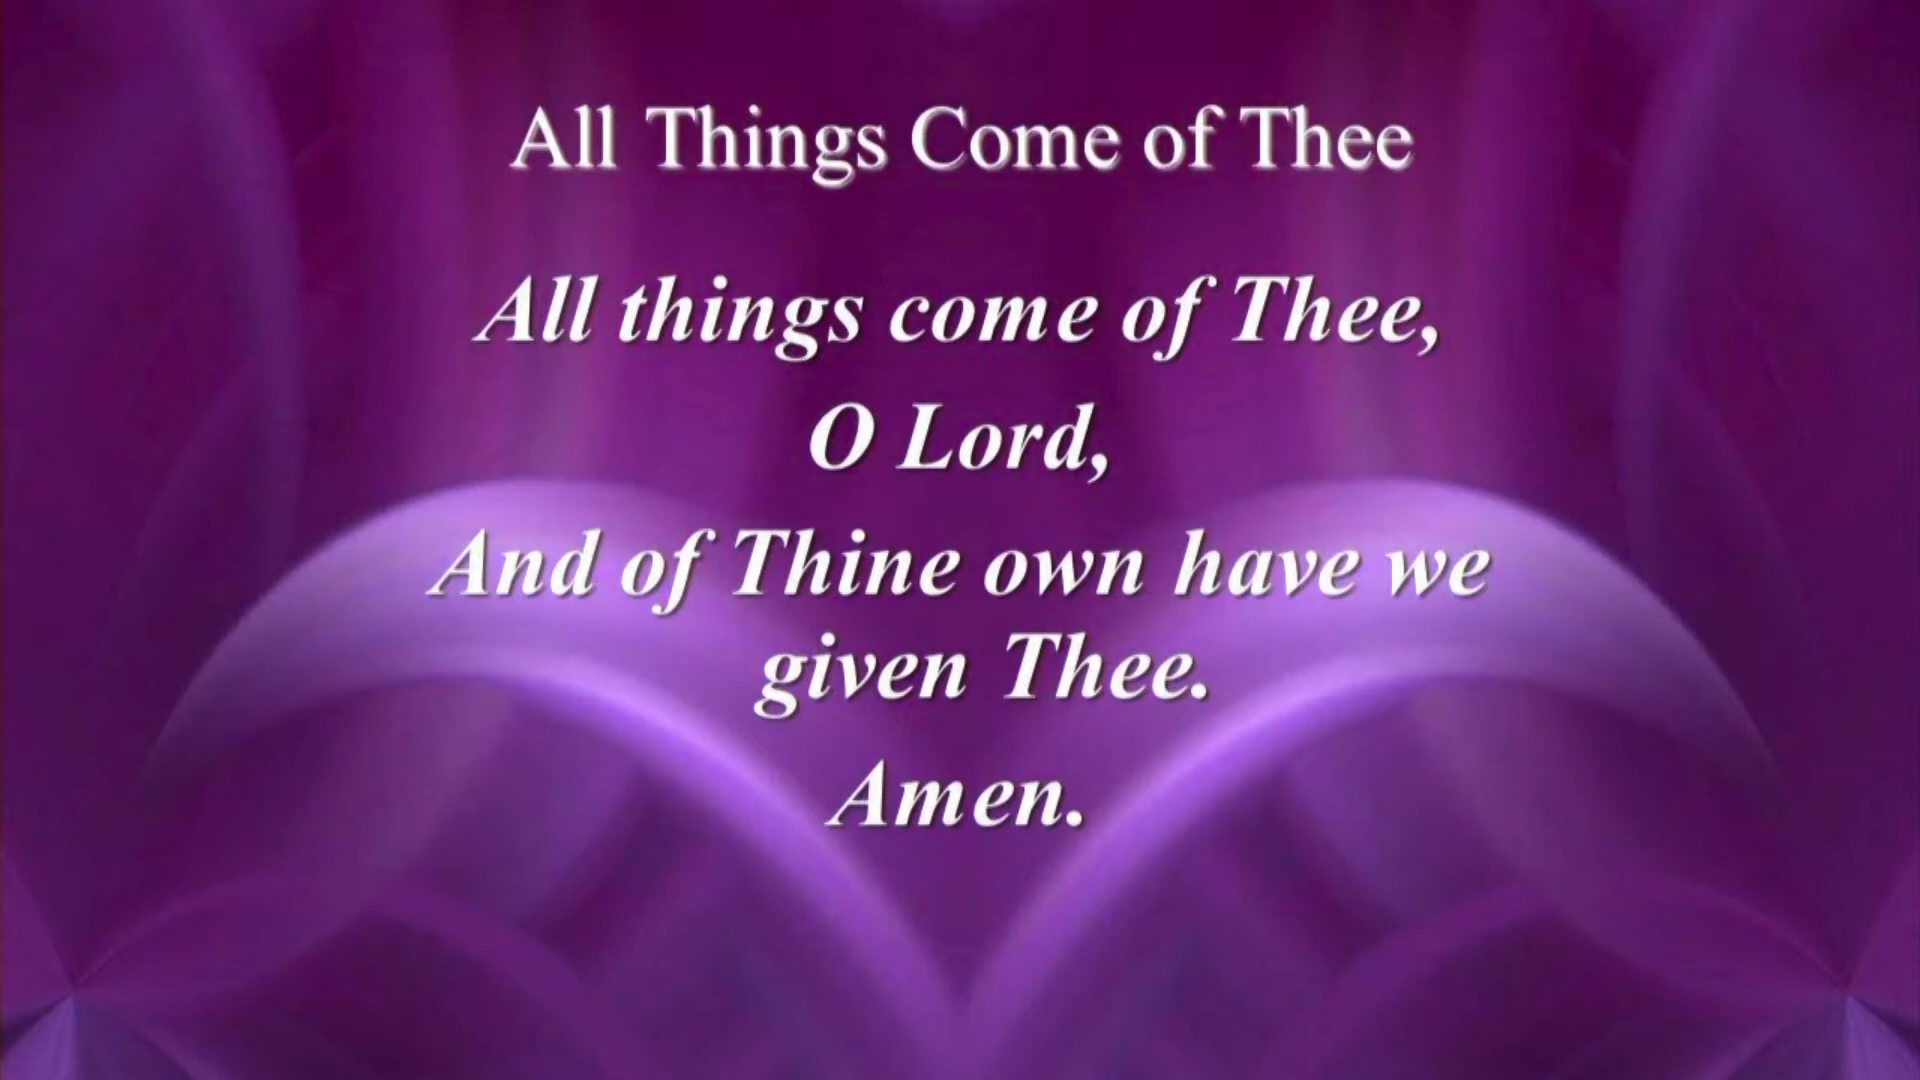 All Things Come of Thee
All things come of Thee,
O Lord,
And of Thine own have we
given Thee.
Amen.